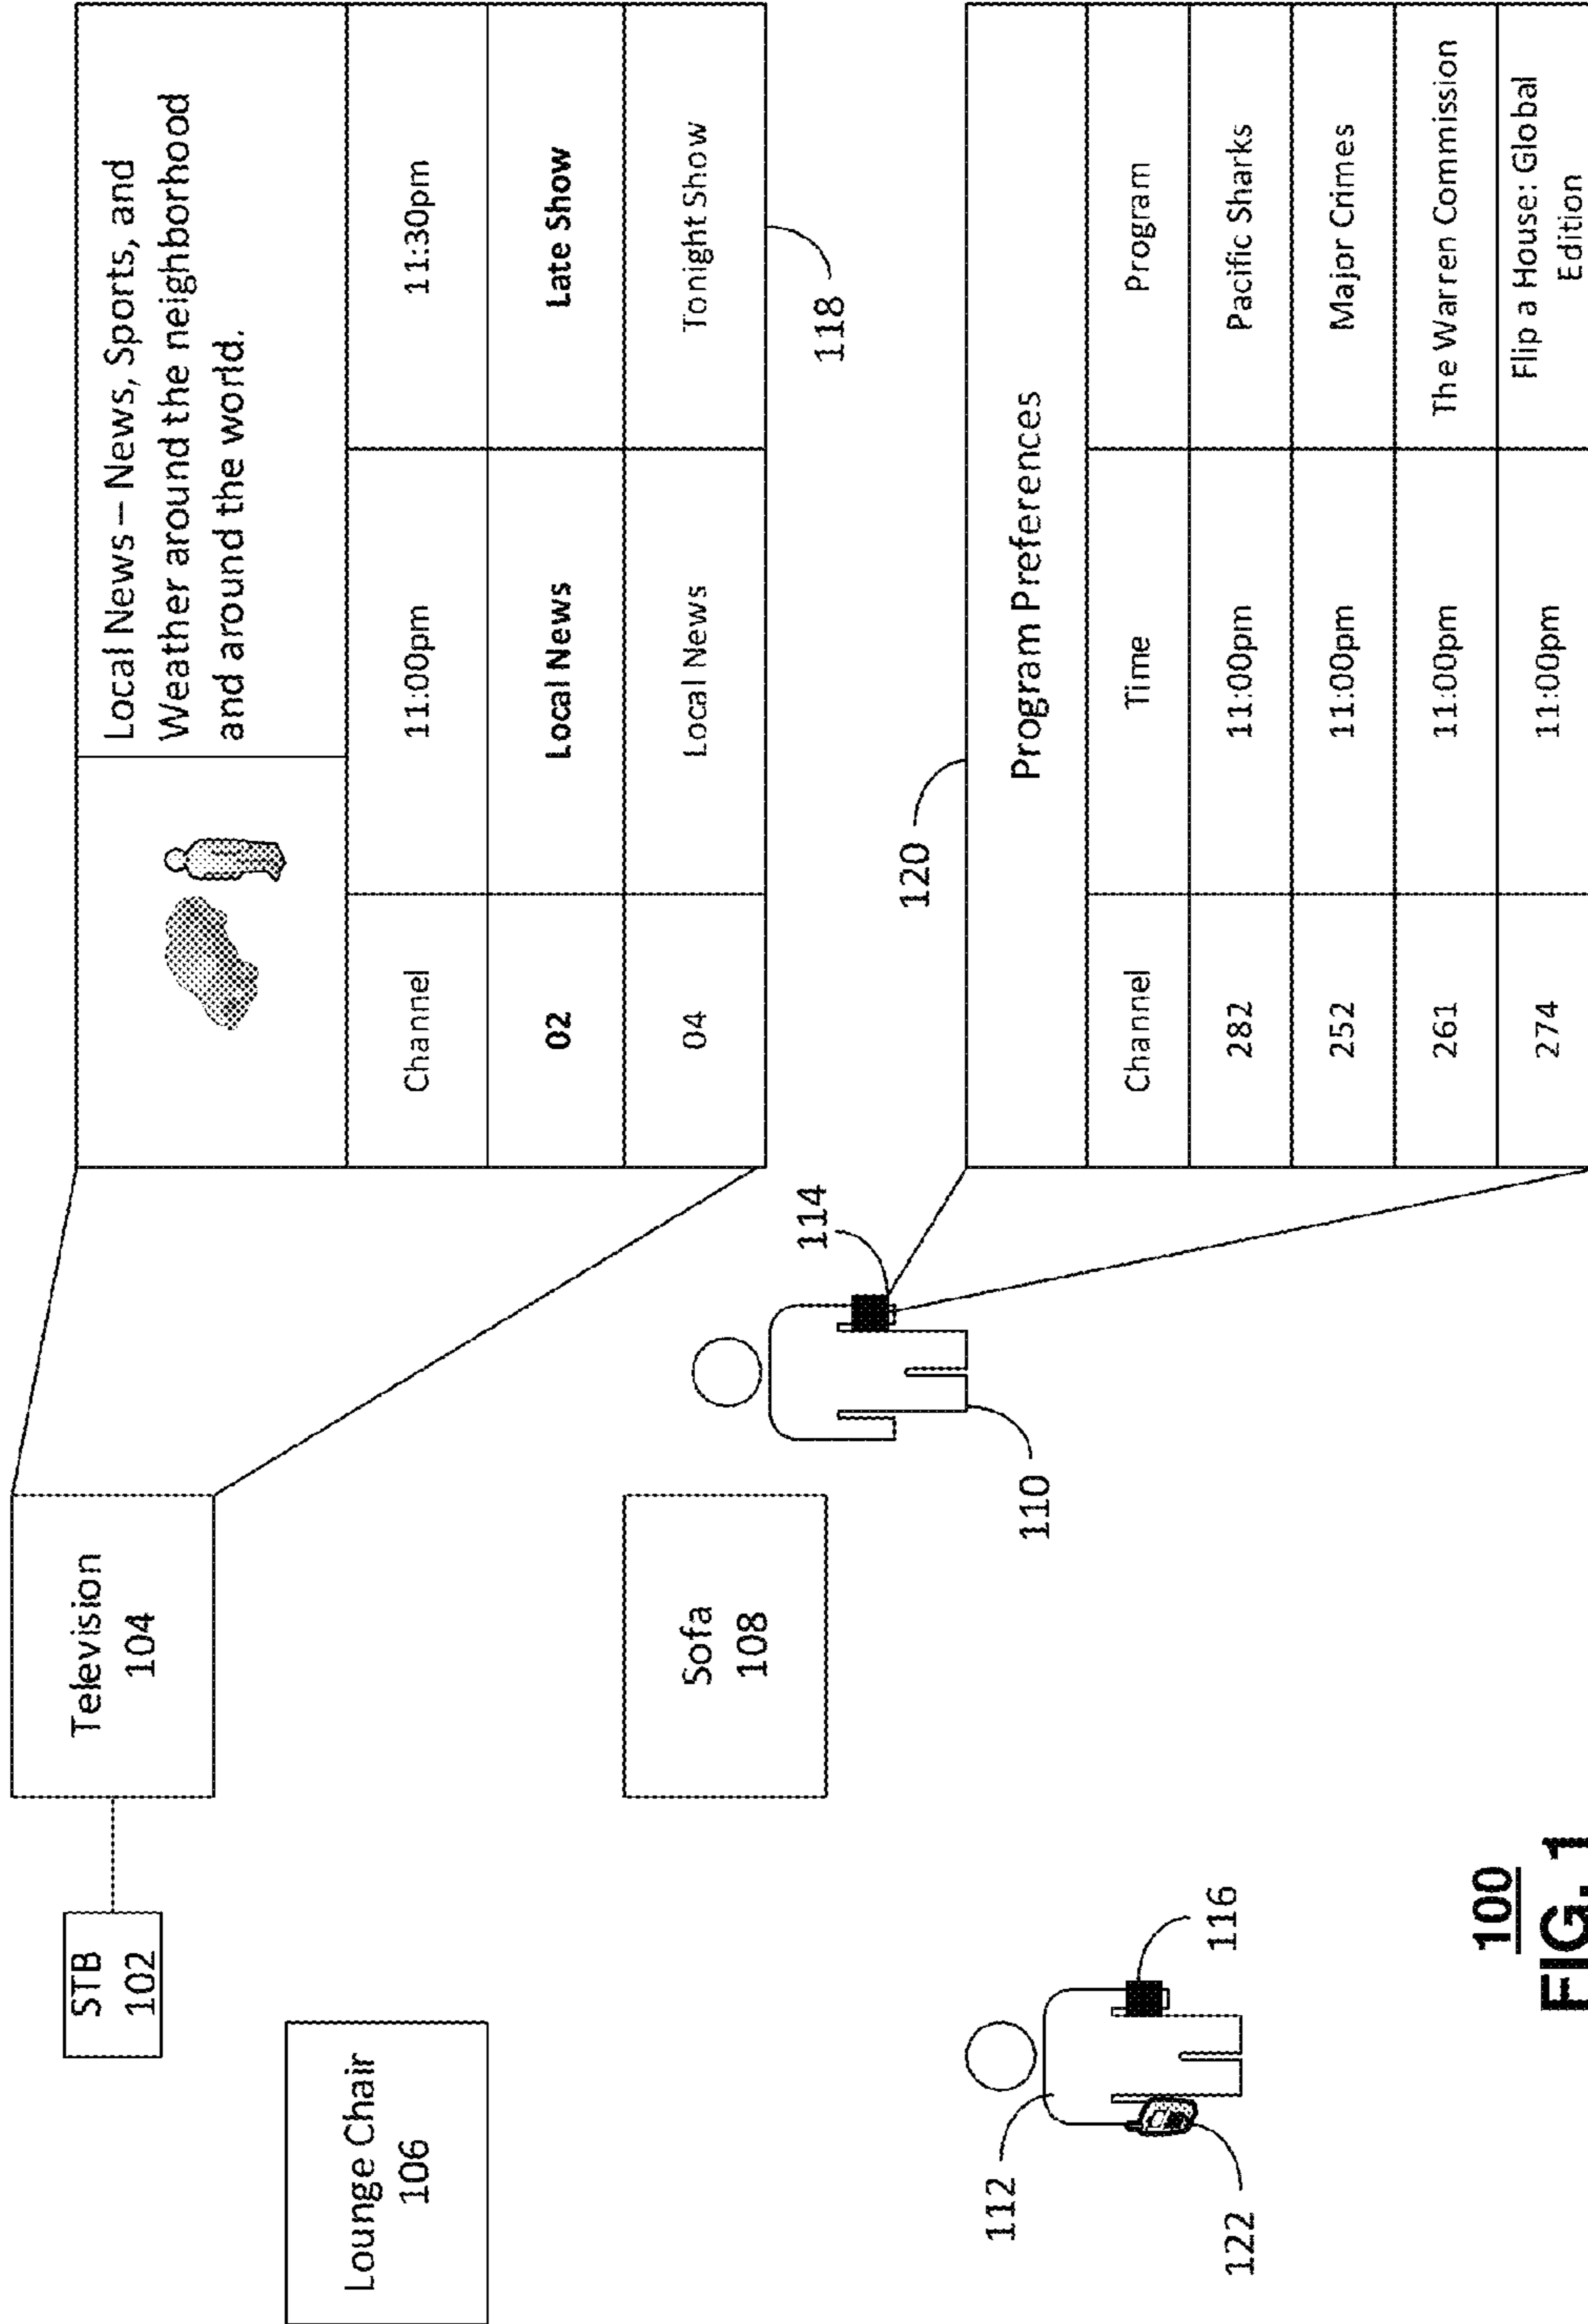 STB
102
Television
104
Lounge Chair
106
Sofa
108
110
112
114
116
122
Local News – News, Sports, and
Weather around the neighborhood
and around the world.
Channel 11:00pm 11:30pm
02 Local News Late Show
04 Local News Tonight Show
118
120
Program Preferences
Channel Time Program
282 11:00pm Pacific Sharks
252 11:00pm Major Crimes
261 11:00pm The Warren Commission
274 11:00pm Flip a House: Global
Edition
100
FIG. 1